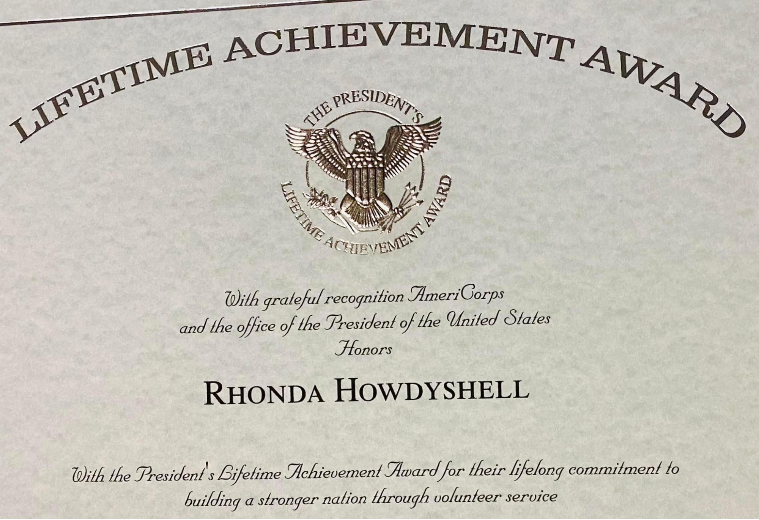 LIFETIME ACHIEVEMENT AWARD
THE PRESIDENT'S
LIFETIME ACHIEVEMENT AWARD
With grateful recognition AmeriCorps
and the office of the President of the United States
Honors
RHONDA HOWDYSHELL
With the President's Lifetime Achievement Award for their lifelong commitment to
building a stronger nation through volunteer service